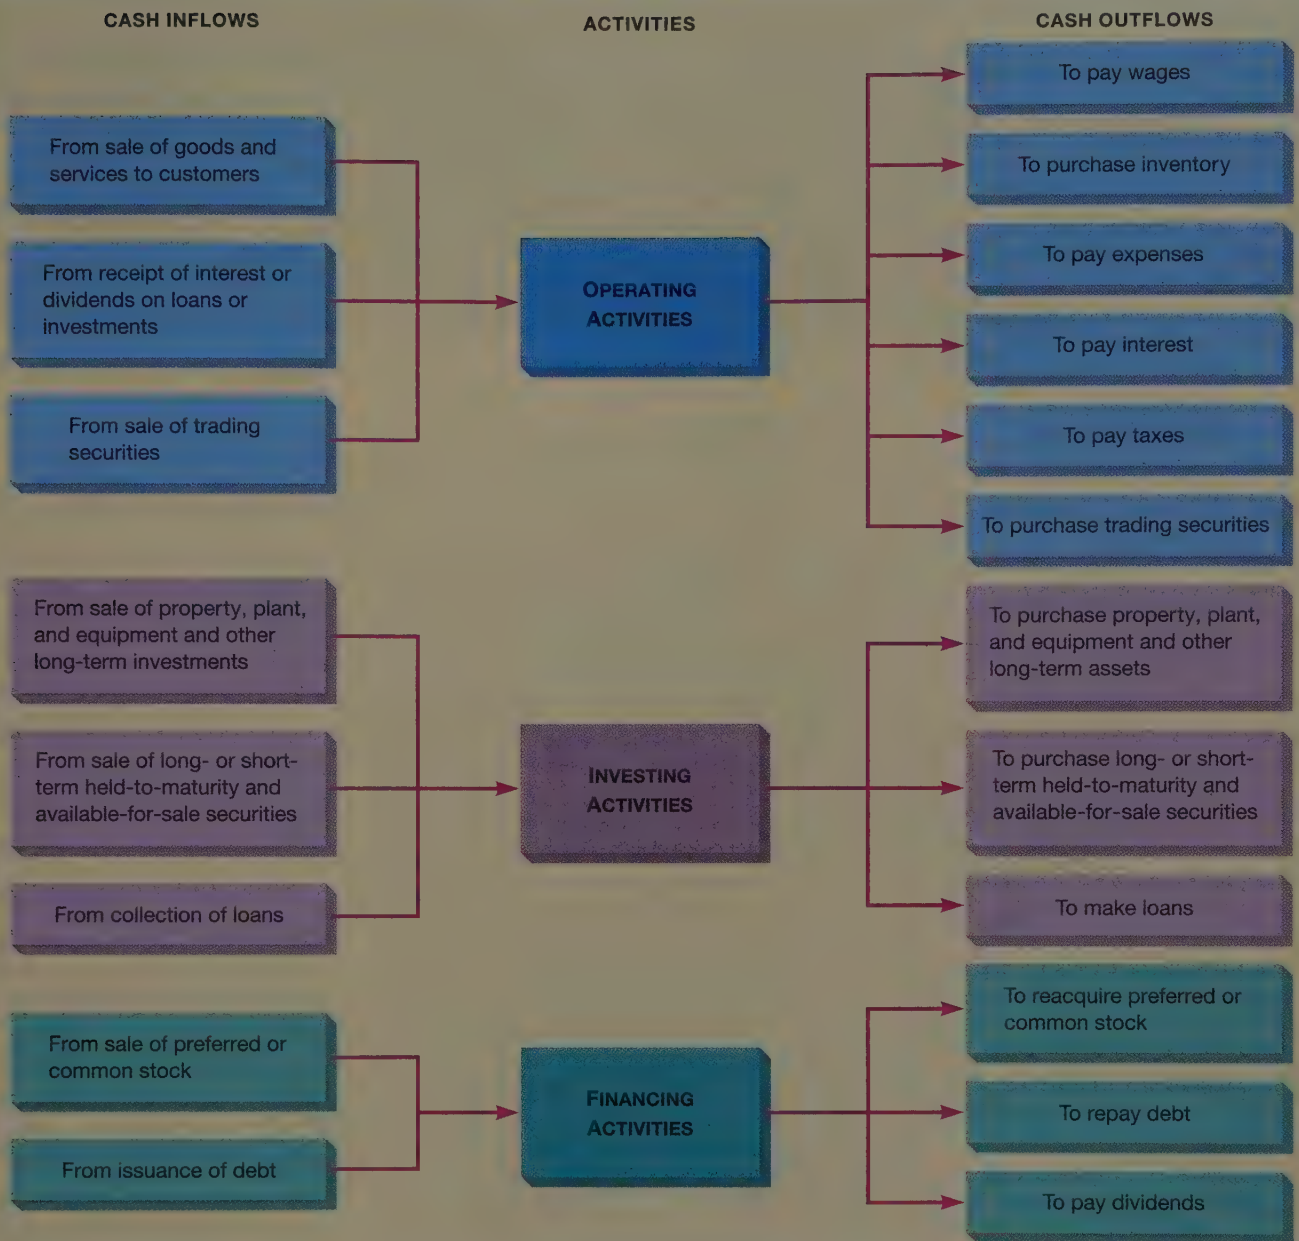 CASH INFLOWS
ACTIVITIES
CASH OUTFLOWS
From sale of goods and
services to customers
From receipt of interest or
dividends on loans or
investments
From sale of trading
securities
OPERATING
ACTIVITIES
To pay wages
To purchase inventory
To pay expenses
To pay interest
To pay taxes
To purchase trading securities
From sale of property, plant,
and equipment and other
long-term investments
From sale of long- or short-
term held-to-maturity and
available-for-sale securities
From collection of loans
INVESTING
ACTIVITIES
To purchase property, plant,
and equipment and other
long-term assets
To purchase long- or short-
term held-to-maturity and
available-for-sale securities
To make loans
From sale of preferred or
common stock
From issuance of debt
FINANCING
ACTIVITIES
To reacquire preferred or
common stock
To repay debt
To pay dividends